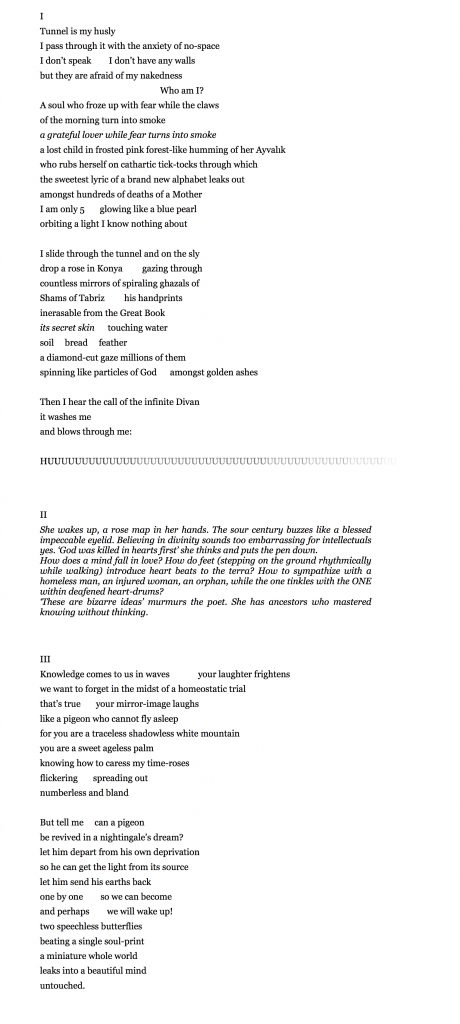 I
Tunnel is my husly
I pass through it with the anxiety of no-space
I don't speak I don't have any walls
but they are afraid of my nakedness
Who am I?
A soul who froze up with fear while the claws
of the morning turn into smoke
a grateful lover while fear turns into smoke
a lost child in frosted pink forest-like humming of her Ayvalık
who rubs herself on cathartic tick-tocks through which
the sweetest lyric of a brand new alphabet leaks out
amongst hundreds of deaths of a Mother
I am only 5 glowing like a blue pearl
orbiting a light I know nothing about
I slide through the tunnel and on the sly
drop a rose in Konya gazing through
countless mirrors of spiraling ghazals of
Shams of Tabriz his handprints
inerasable from the Great Book
its secret skin touching water
soil bread feather
a diamond-cut gaze millions of them
spinning like particles of God amongst golden ashes
Then I hear the call of the infinite Divan
it washes me
and blows through me:
HUUUUUUUUUUUUUUUUUUUUUUUUUUUUUUUUUUUUUUUUUUUUUUUUUUU
II
She wakes up, a rose map in her hands. The sour century buzzes like a blessed
impeccable eyelid. Believing in divinity sounds too embarrassing for intellectuals
yes. 'God was killed in hearts first' she thinks and puts the pen down.
How does a mind fall in love? How do feet (stepping on the ground rhythmically
while walking) introduce heart beats to the terra? How to sympathize with a
homeless man, an injured woman, an orphan, while the one tinkles with the ONE
within deafened heart-drums?
'These are bizarre ideas' murmurs the poet. She has ancestors who mastered
knowing without thinking.
III
Knowledge comes to us in waves your laughter frightens
we want to forget in the midst of a homeostatic trial
that's true your mirror-image laughs
like a pigeon who cannot fly asleep
for you are a traceless shadowless white mountain
you are a sweet ageless palm
knowing how to caress my time-roses
flickering spreading out
numberless and bland
But tell me can a pigeon
be revived in a nightingale's dream?
let him depart from his own deprivation
so he can get the light from its source
let him send his earths back
one by one so we can become
and perhaps we will wake up!
two speechless butterflies
beating a single soul-print
a miniature whole world
leaks into a beautiful mind
untouched.